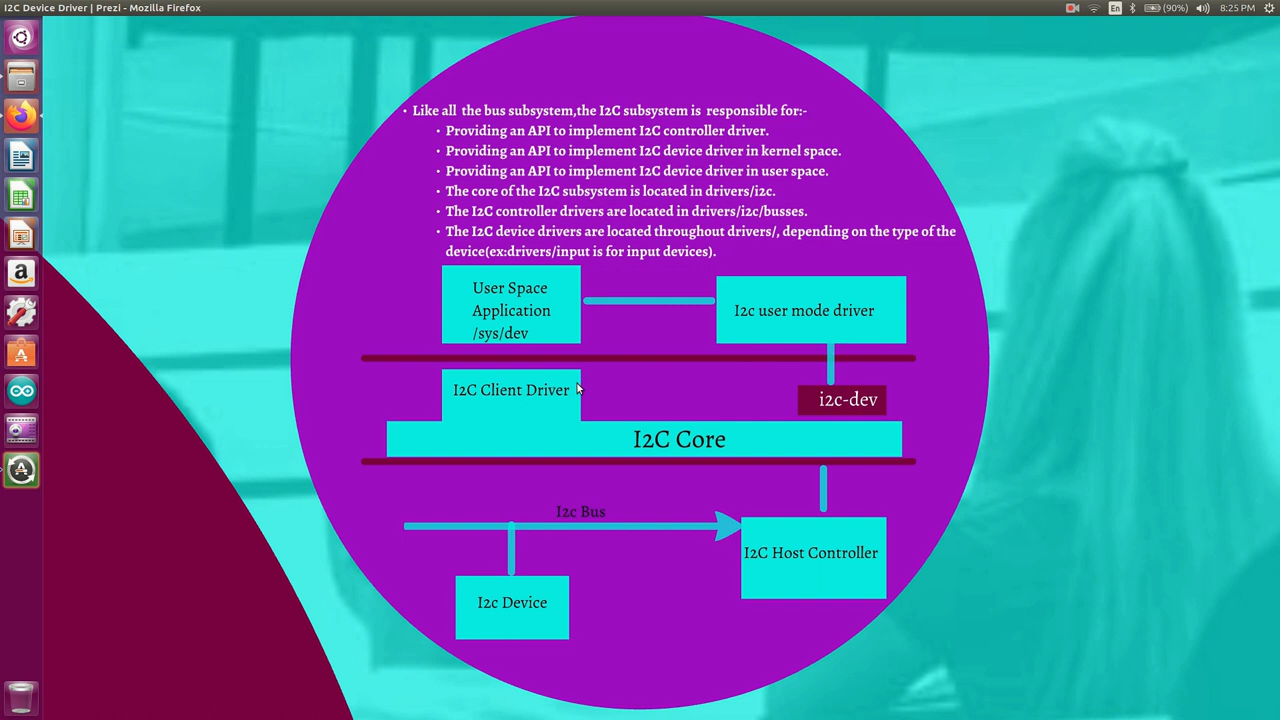 I2C Device Driver | Prezi - Mozilla Firefox
En
(90%)
8:25 PM
• Like all the bus subsystem,the I2C subsystem is responsible for:-
• Providing an API to implement I2C controller driver.
• Providing an API to implement I2C device driver in kernel space.
• Providing an API to implement I2C device driver in user space.
• The core of the I2C subsystem is located in drivers/i2c.
• The I2C controller drivers are located in drivers/i2c/busses.
• The I2C device drivers are located throughout drivers/, depending on the type of the
device(ex:drivers/input is for input devices).
User Space
Application
/sys/dev
I2c user mode driver
I2C Client Driver
i2c-dev
I2C Core
I2c Bus
I2C Host Controller
I2c Device